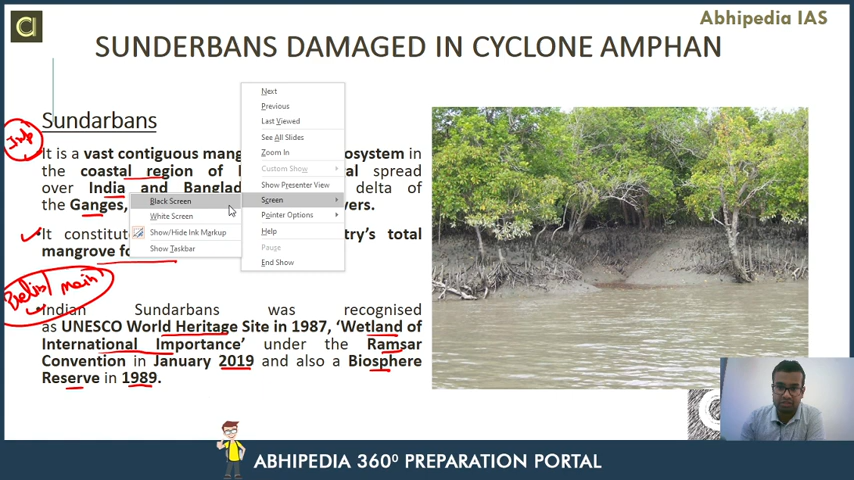 Abhipedia IAS
SUNDERBANS DAMAGED IN CYCLONE AMPHAN
Sundarbans
Imp
It is a vast contiguous mang osystem in
the coastal region of al spread
over India and Banglad delta of
the Ganges, vers.
It constitut try's total
mangrove fo
Prelim/ main
Indian Sundarbans was recognised
as UNESCO World Heritage Site in 1987, ‘Wetland of
International Importance’ under the Ramsar
Convention in January 2019 and also a Biosphere
Reserve in 1989.
Next
Previous
Last Viewed
See All Slides
Zoom In
Custom Show
Show Presenter View
Screen
Pointer Options
Help
Pause
End Show
Black Screen
White Screen
Show/Hide Ink Markup
Show Taskbar
ABHIPEDIA 360⁰ PREPARATION PORTAL